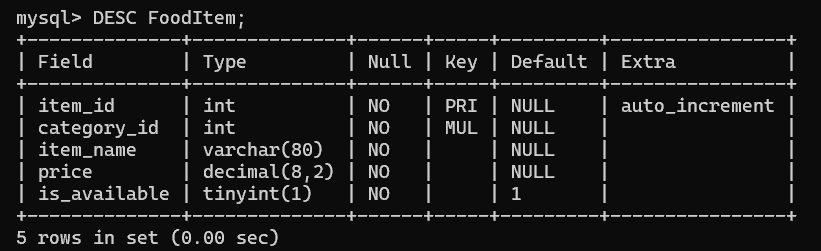 mysql> DESC FoodItem;
+--------------+--------------+------+-----+---------+----------------+
| Field        | Type         | Null | Key | Default | Extra          |
+--------------+--------------+------+-----+---------+----------------+
| item_id      | int          | NO   | PRI | NULL    | auto_increment |
| category_id  | int          | NO   | MUL | NULL    |                |
| item_name    | varchar(80)  | NO   |     | NULL    |                |
| price        | decimal(8,2) | NO   |     | NULL    |                |
| is_available | tinyint(1)   | NO   |     | 1       |                |
+--------------+--------------+------+-----+---------+----------------+
5 rows in set (0.00 sec)